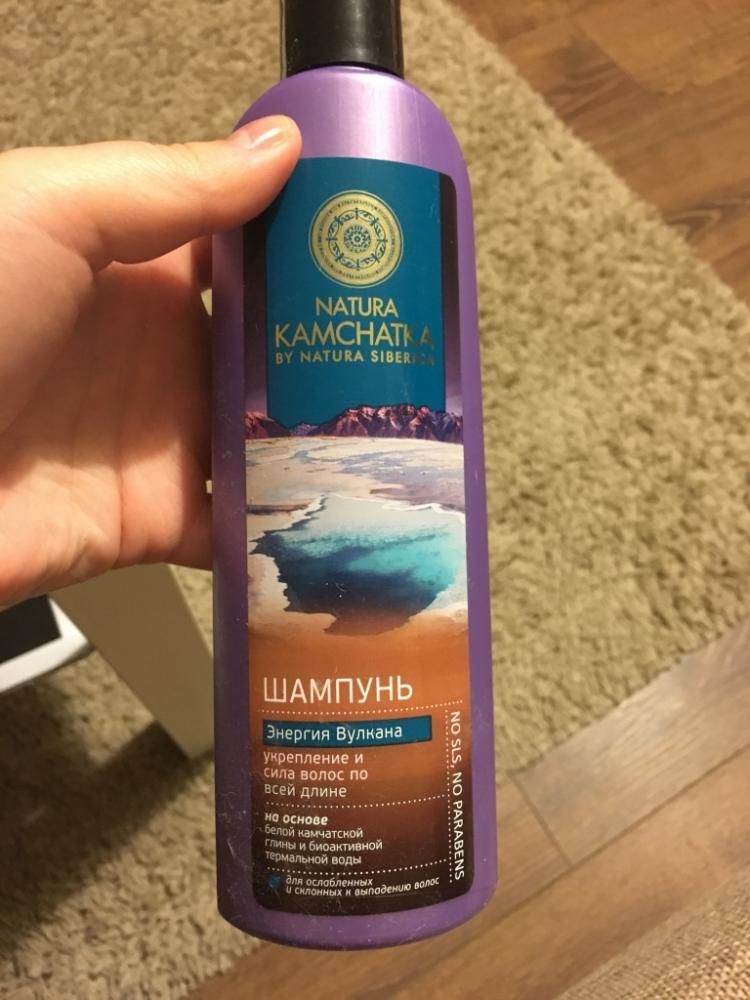 NATURA
KAMCHATKA
BY NATURA SIBERICA
ШАМПУНЬ
Энергия Вулкана
укрепление и
сила волос по
всей длине
на основе
белой камчатской
глины и биоактивной
термальной воды
для ослабленных
и склонных к выпадению волос
NO SLS, NO PARABENS